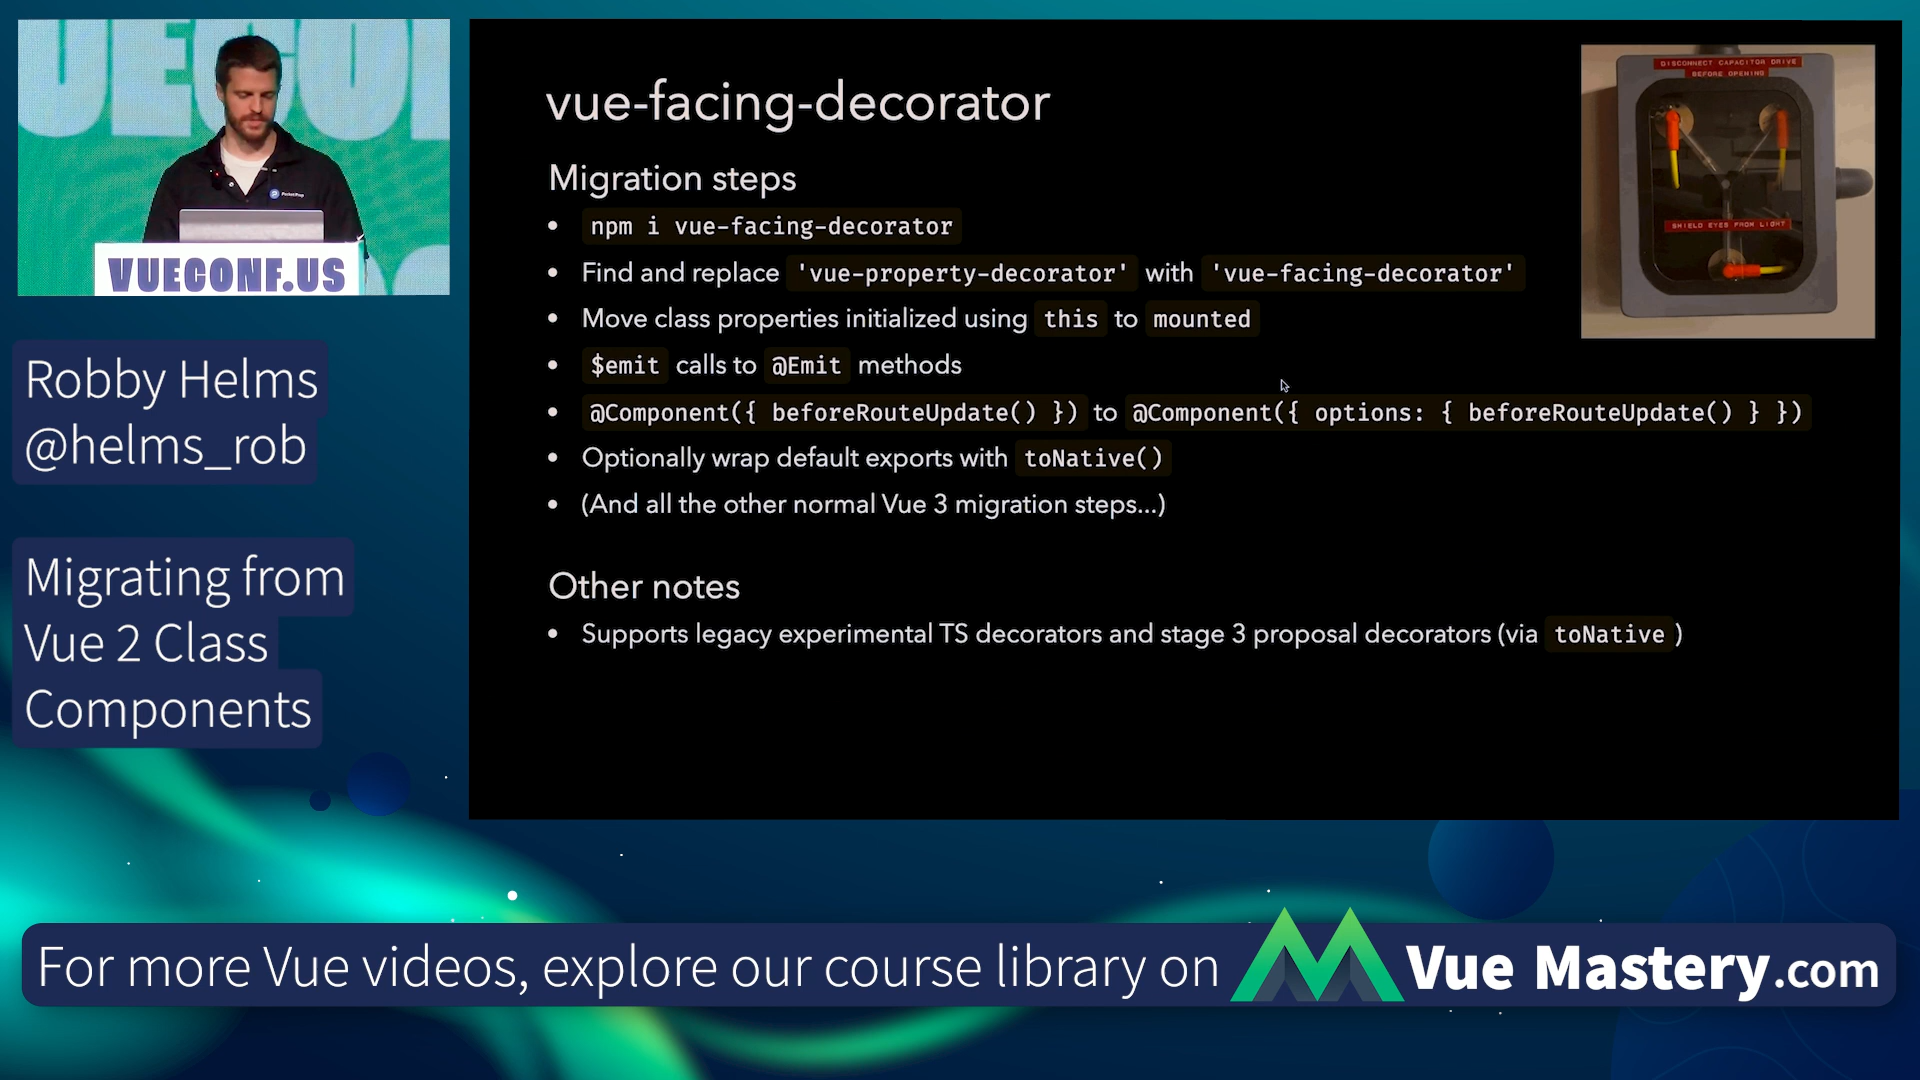 UECON
VUECONF.US
Robby Helms
@helms_rob
Migrating from
Vue 2 Class
Components
vue-facing-decorator
Migration steps
• npm i vue-facing-decorator
• Find and replace 'vue-property-decorator' with 'vue-facing-decorator'
• Move class properties initialized using this to mounted
• $emit calls to @Emit methods
• @Component({ beforeRouteUpdate() }) to @Component({ options: { beforeRouteUpdate() } })
• Optionally wrap default exports with toNative()
• (And all the other normal Vue 3 migration steps...)
Other notes
• Supports legacy experimental TS decorators and stage 3 proposal decorators (via toNative)
DISCONNECT CAPACITOR DRIVE
BEFORE OPENING
SHIELD EYES FROM LIGHT
For more Vue videos, explore our course library on Vue Mastery.com